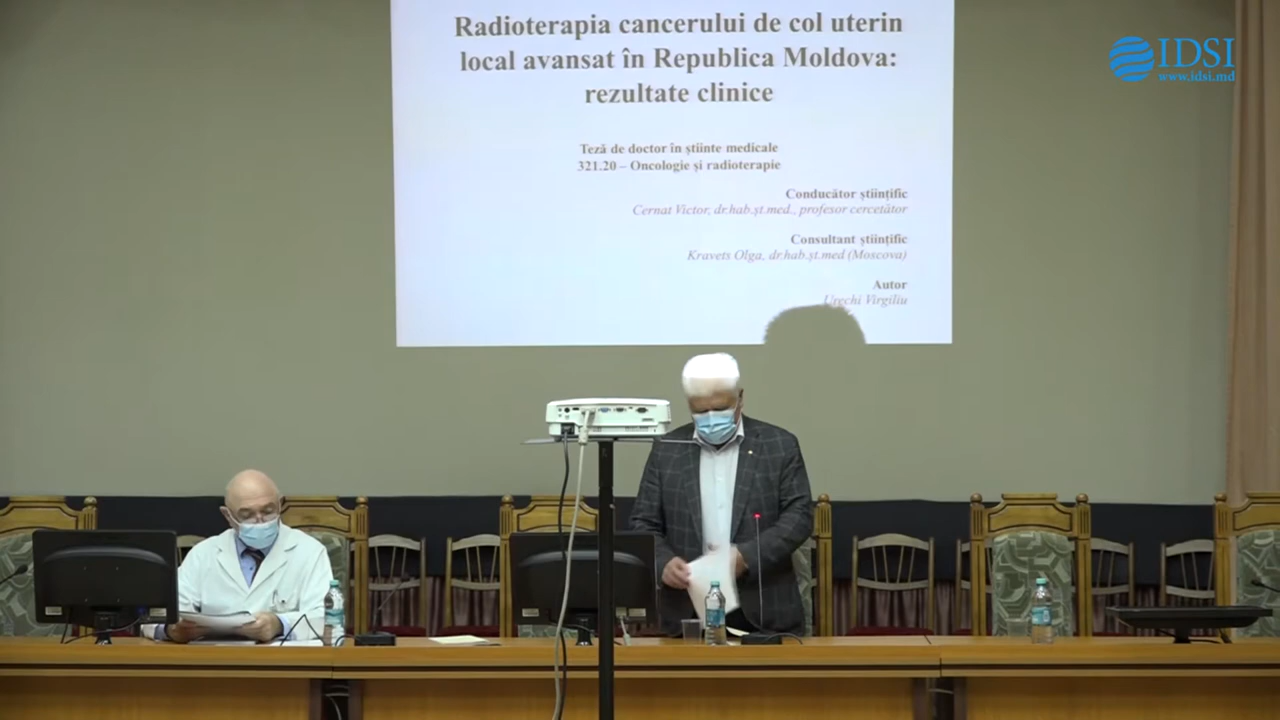 Radioterapia cancerului de col uterin
local avansat în Republica Moldova:
rezultate clinice
Teză de doctor în științe medicale
321.20 – Oncologie și radioterapie
Conducător științific
Cernat Victor, dr.hab.șt.med., profesor cercetător
Consultant științific
Kravets Olga, dr.hab.șt.med (Moscova)
Autor
Urechi Virgiliu
IDSI
www.idsi.md